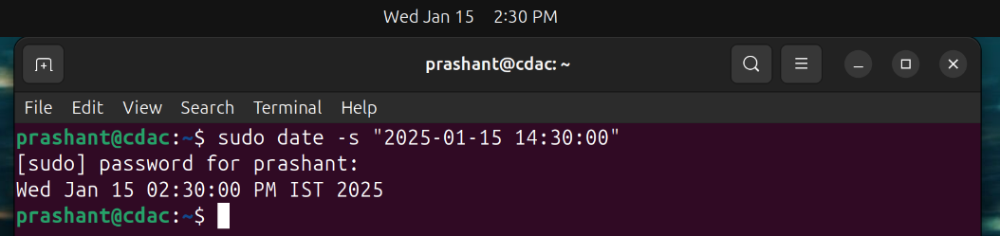 Wed Jan 15 2:30 PM
prashant@cdac: ~
File Edit View Search Terminal Help
prashant@cdac:~$ sudo date -s "2025-01-15 14:30:00"
[sudo] password for prashant:
Wed Jan 15 02:30:00 PM IST 2025
prashant@cdac:~$